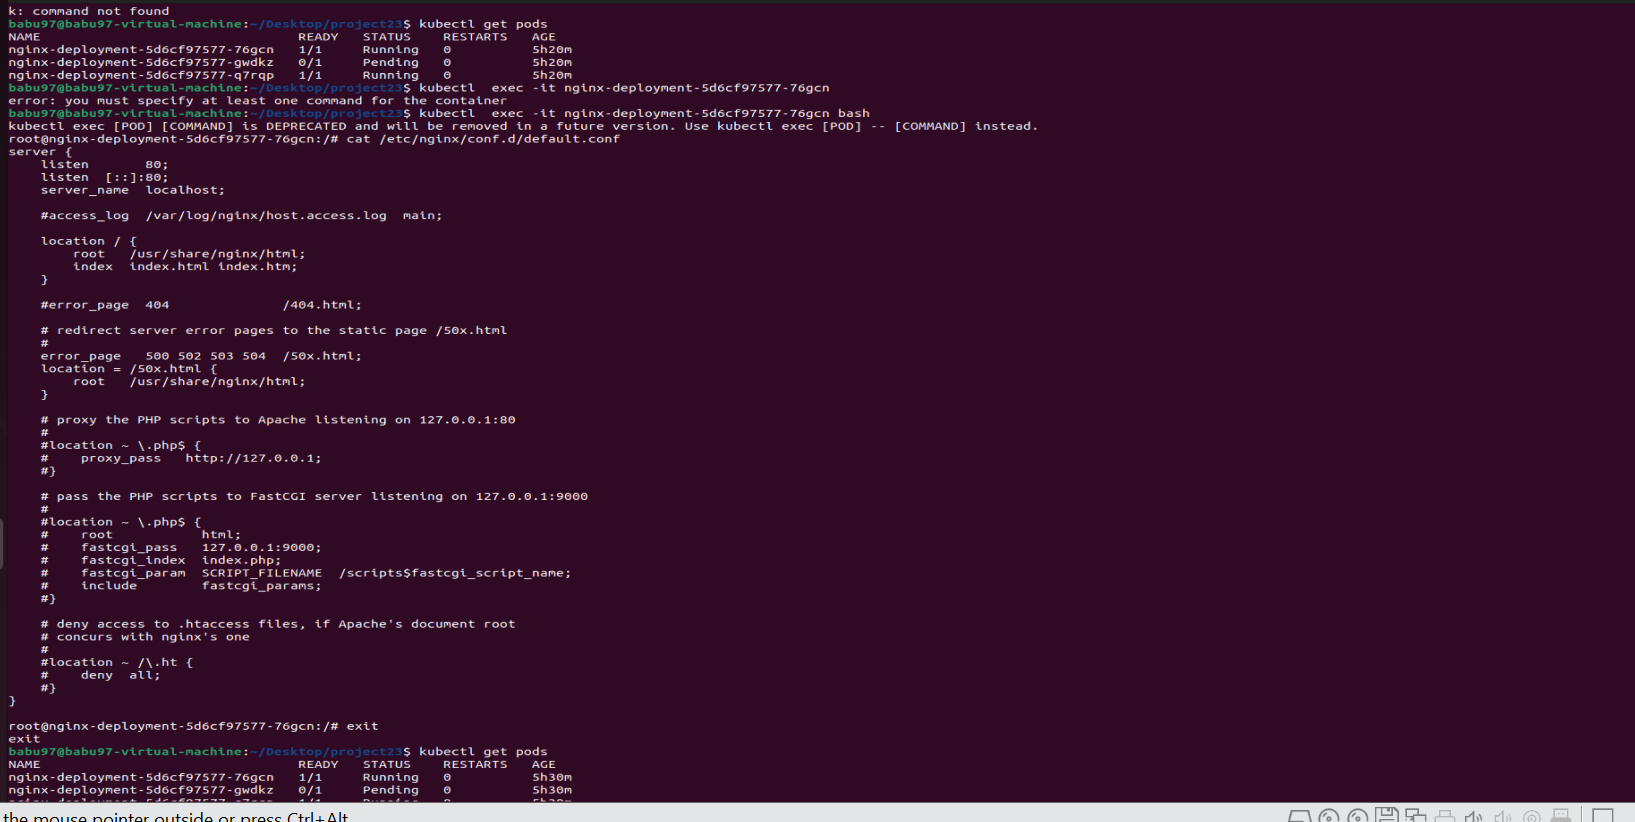 k: command not found
babu97@babu97-virtual-machine:~/Desktop/project23$ kubectl get pods
NAME                                READY   STATUS    RESTARTS   AGE
nginx-deployment-5d6cf97577-76gcn   1/1     Running   0          5h20m
nginx-deployment-5d6cf97577-gwdkz   0/1     Pending   0          5h20m
nginx-deployment-5d6cf97577-q7rqp   1/1     Running   0          5h20m
babu97@babu97-virtual-machine:~/Desktop/project23$ kubectl  exec -it nginx-deployment-5d6cf97577-76gcn
error: you must specify at least one command for the container
babu97@babu97-virtual-machine:~/Desktop/project23$ kubectl  exec -it nginx-deployment-5d6cf97577-76gcn bash
kubectl exec [POD] [COMMAND] is DEPRECATED and will be removed in a future version. Use kubectl exec [POD] -- [COMMAND] instead.
root@nginx-deployment-5d6cf97577-76gcn:/# cat /etc/nginx/conf.d/default.conf
server {
    listen       80;
    listen  [::]:80;
    server_name  localhost;
    #access_log  /var/log/nginx/host.access.log  main;
    location / {
        root   /usr/share/nginx/html;
        index  index.html index.htm;
    }
    #error_page  404              /404.html;
    # redirect server error pages to the static page /50x.html
    #
    error_page   500 502 503 504  /50x.html;
    location = /50x.html {
        root   /usr/share/nginx/html;
    }
    # proxy the PHP scripts to Apache listening on 127.0.0.1:80
    #
    #location ~ \.php$ {
    #    proxy_pass   http://127.0.0.1;
    #}
    # pass the PHP scripts to FastCGI server listening on 127.0.0.1:9000
    #
    #location ~ \.php$ {
    #    root           html;
    #    fastcgi_pass   127.0.0.1:9000;
    #    fastcgi_index  index.php;
    #    fastcgi_param  SCRIPT_FILENAME  /scripts$fastcgi_script_name;
    #    include        fastcgi_params;
    #}
    # deny access to .htaccess files, if Apache's document root
    # concurs with nginx's one
    #
    #location ~ /\.ht {
    #    deny  all;
    #}
}
root@nginx-deployment-5d6cf97577-76gcn:/# exit
exit
babu97@babu97-virtual-machine:~/Desktop/project23$ kubectl get pods
NAME                                READY   STATUS    RESTARTS   AGE
nginx-deployment-5d6cf97577-76gcn   1/1     Running   0          5h30m
nginx-deployment-5d6cf97577-gwdkz   0/1     Pending   0          5h30m
the mouse pointer outside or press Ctrl+Alt.